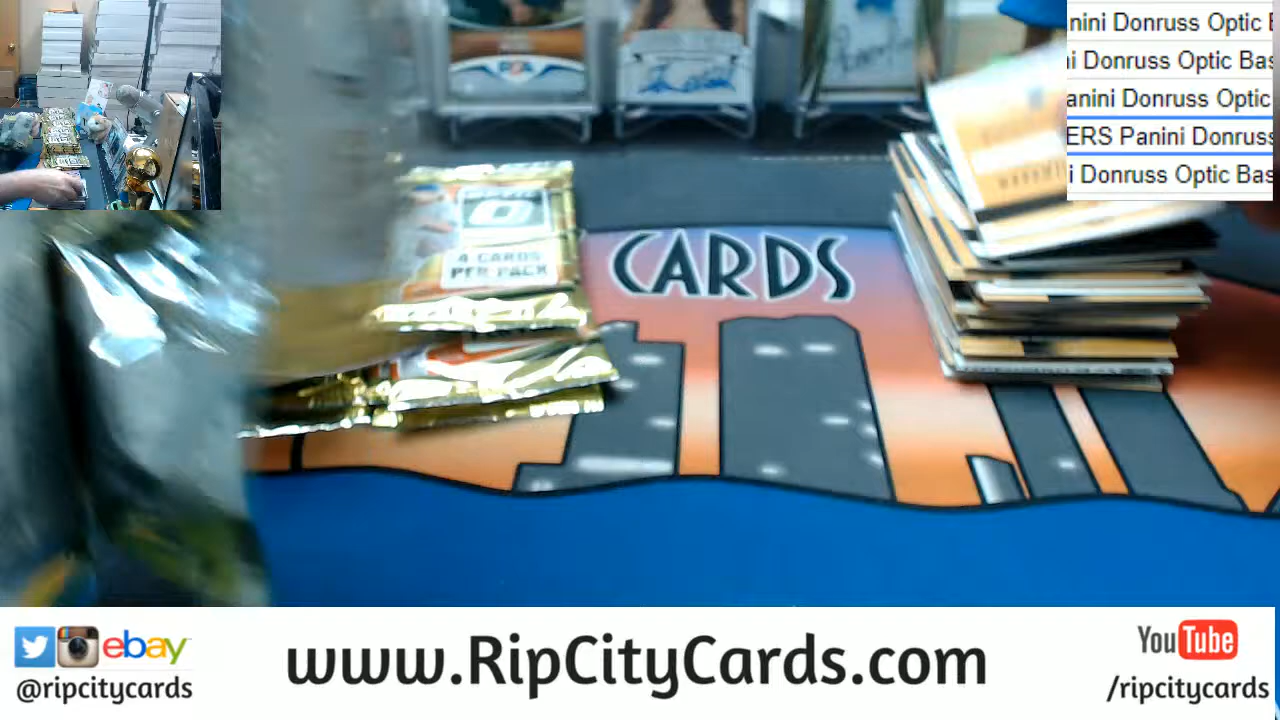 nini Donruss Optic
i Donruss Optic Bas
anini Donruss Optic
ERS Panini Donruss
i Donruss Optic Bas
4 CARDS
PER PACK
CARDS
ebay
@ripcitycards
www.RipCityCards.com
YouTube
/ripcitycards